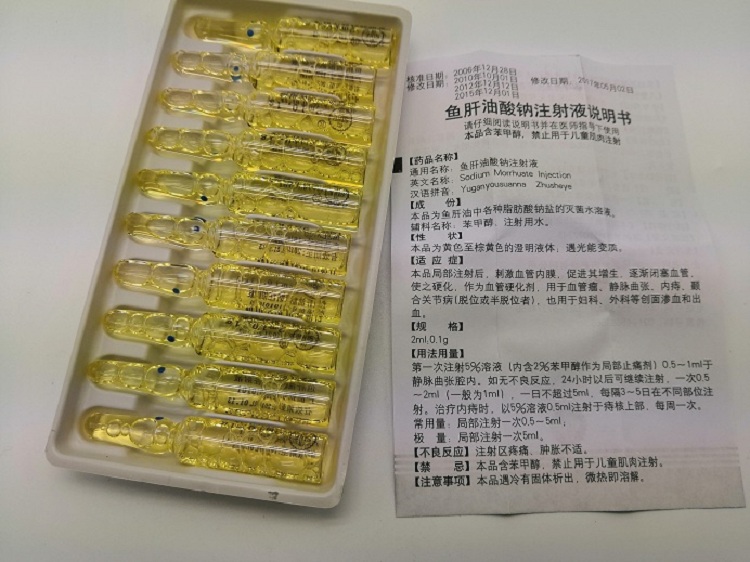 核准日期：2006年12月28日
修改日期：2010年10月01日
2012年12月12日
2015年12月01日
修改日期：
鱼肝油酸钠注射液说明书
请仔细阅读说明书并在医师指导下使用
本品含苯甲醇，禁止用于儿童肌肉注射
【药品名称】
通用名称：鱼肝油酸钠注射液
英文名称：Sodium Morrhuate Injection
汉语拼音：Yuganyousuanna Zhusheye
【成 份】
本品为鱼肝油中各种脂肪酸钠盐的灭菌水溶液。
辅料名称：苯甲醇，注射用水。
【性 状】
本品为黄色至棕黄色的澄明液体；遇光能变质。
【适 应 症】
本品局部注射后，刺激血管内膜，促进其增生，逐渐闭塞血管，
使之硬化，作为血管硬化剂，用于血管瘤、静脉曲张、内痔、颞
合关节病(脱位或半脱位者)，也用于妇科、外科等创面渗血和出
血。
【规 格】
2ml:0.1g
【用法用量】
第一次注射5%溶液（内含2%苯甲醇作为局部止痛剂）0.5～1ml于
静脉曲张腔内，如无不良反应，24小时以后可继续注射，一次0.5
～2ml（一般为1ml），一日不超过5ml，每隔3～5日在不同部位注
射。治疗内痔时，以5%溶液0.5ml注射于痔核上部，每周一次。
常用量：局部注射一次0.5~5ml；
极 量：局部注射一次5ml。
【不良反应】注射区疼痛，肿胀不适。
【禁 忌】本品含苯甲醇，禁止用于儿童肌肉注射。
【注意事项】本品遇冷有固体析出，微热即溶解。